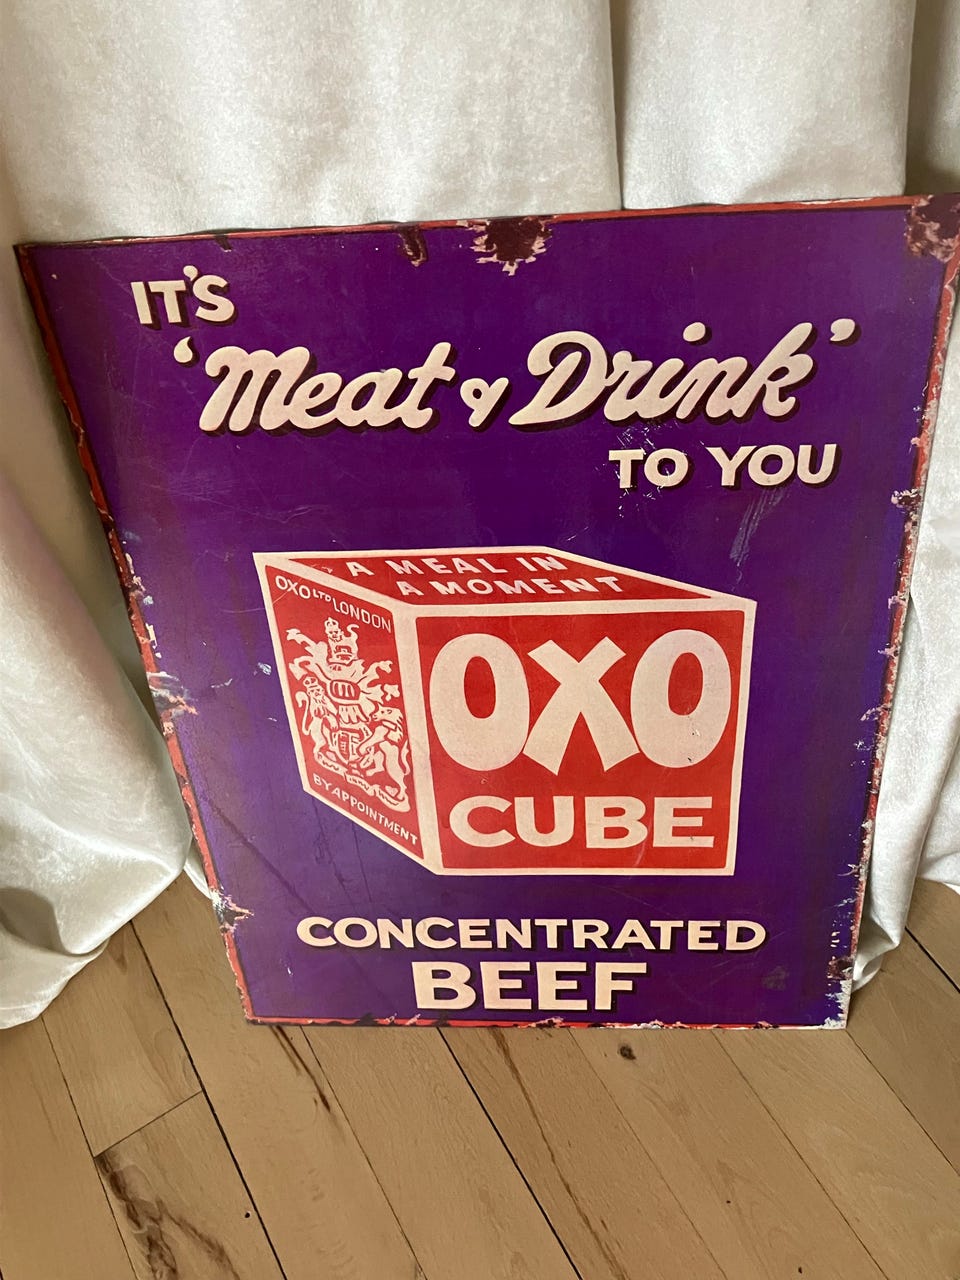 IT'S
'Meat & Drink'
TO YOU
A MEAL IN
A MOMENT
OXO LTD LONDON
BY APPOINTMENT
OXO
CUBE
CONCENTRATED
BEEF